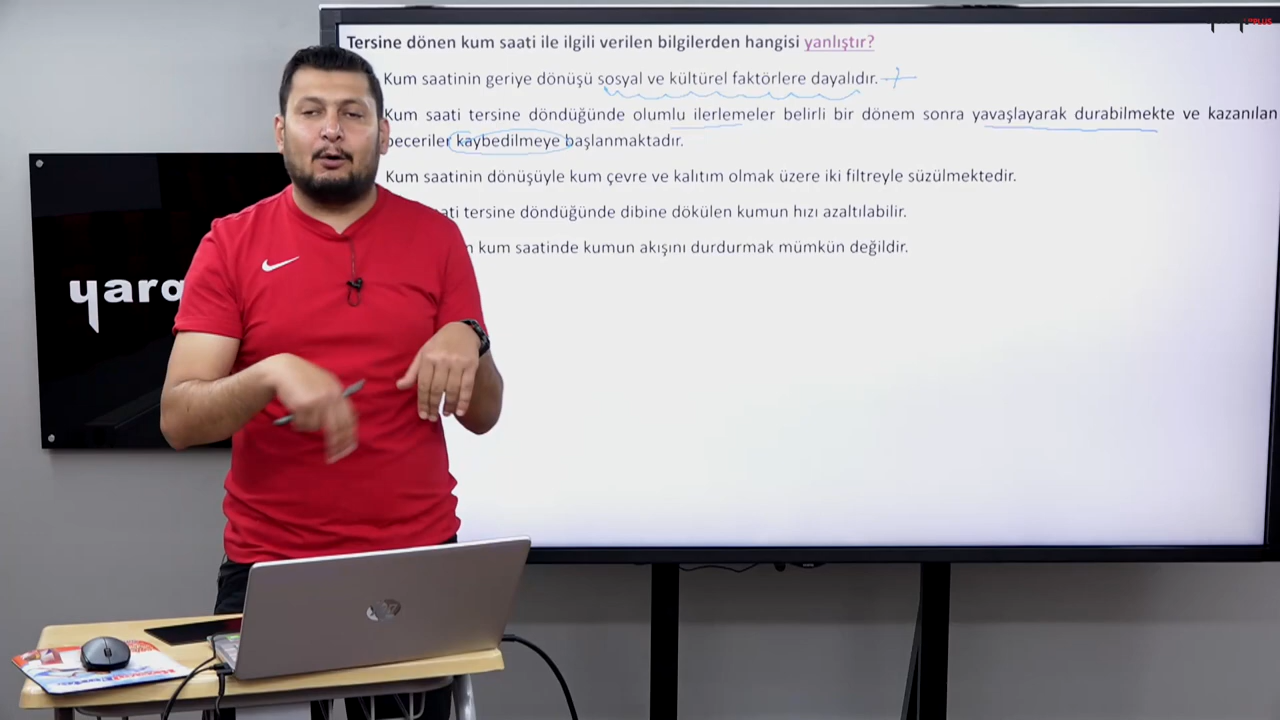 Tersine dönen kum saati ile ilgili verilen bilgilerden hangisi yanlıştır?
Kum saatinin geriye dönüşü sosyal ve kültürel faktörlere dayalıdır.
Kum saati tersine döndüğünde olumlu ilerlemeler belirli bir dönem sonra yavaşlayarak durabilmekte ve kazanılan
beceriler kaybedilmeye başlanmaktadır.
Kum saatinin dönüşüyle kum çevre ve kalıtım olmak üzere iki filtreyle süzülmektedir.
tersine döndüğünde dibine dökülen kumun hızı azaltılabilir.
kum saatinde kumun akışını durdurmak mümkün değildir.
PLUS
hp